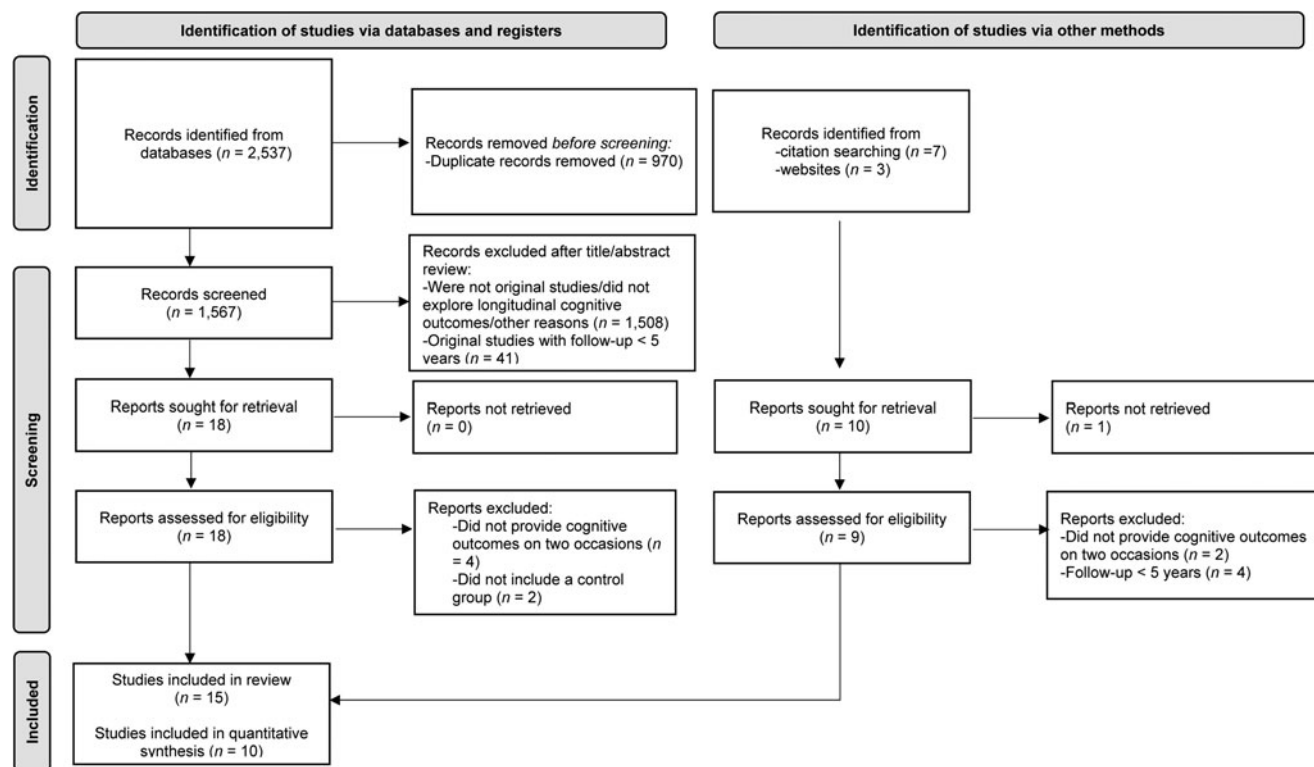 Identification of studies via databases and registers
Identification of studies via other methods
Identification
Records identified from
databases (n = 2,537)
Records removed before screening:
-Duplicate records removed (n = 970)
Records identified from
-citation searching (n =7)
-websites (n = 3)
Screening
Records screened
(n = 1,567)
Records excluded after title/abstract
review:
-Were not original studies/did not
explore longitudinal cognitive
outcomes/other reasons (n = 1,508)
-Original studies with follow-up < 5
years (n = 41)
Reports sought for retrieval
(n = 18)
Reports not retrieved
(n = 0)
Reports sought for retrieval
(n = 10)
Reports not retrieved
(n = 1)
Reports assessed for eligibility
(n = 18)
Reports excluded:
-Did not provide cognitive
outcomes on two occasions (n
= 4)
-Did not include a control
group (n = 2)
Reports assessed for eligibility
(n = 9)
Reports excluded:
-Did not provide cognitive outcomes
on two occasions (n = 2)
-Follow-up < 5 years (n = 4)
Included
Studies included in review
(n = 15)
Studies included in quantitative
synthesis (n = 10)